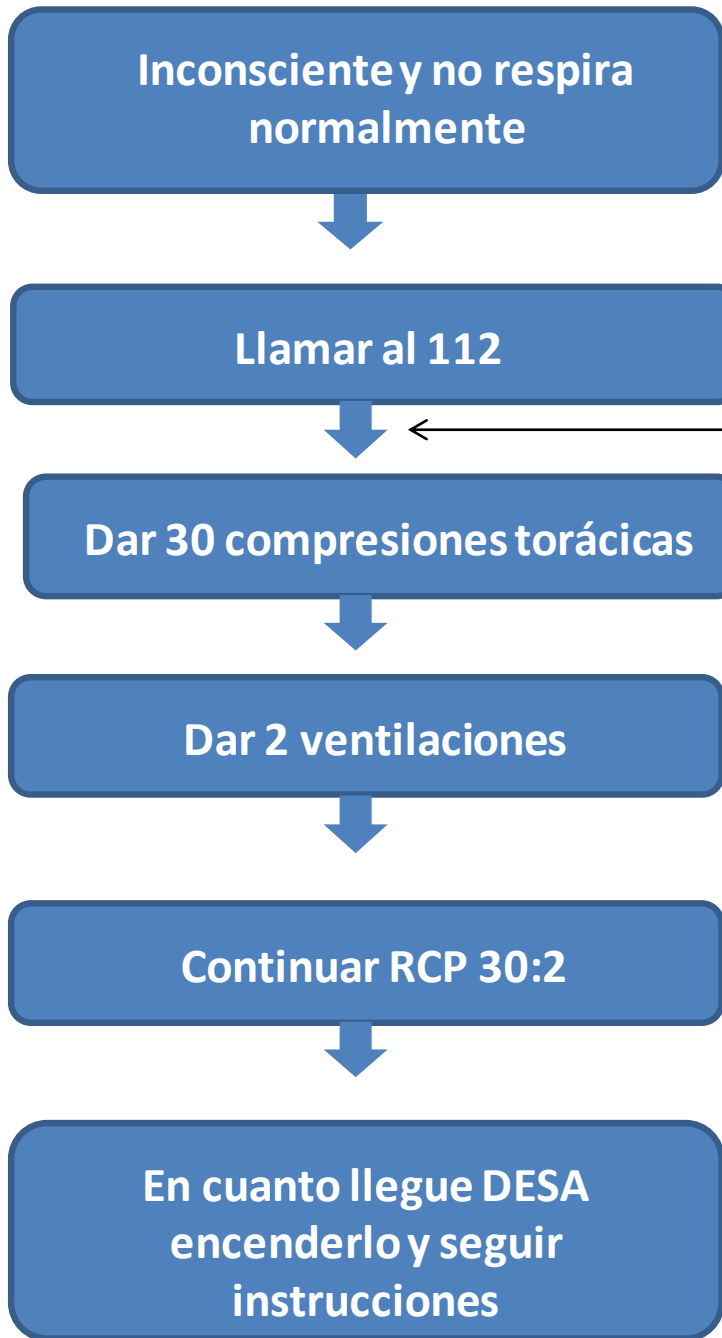 Inconsciente y no respira
normalmente
Llamar al 112
Dar 30 compresiones torácicas
Dar 2 ventilaciones
Continuar RCP 30:2
En cuanto llegue DESA
encenderlo y seguir
instrucciones